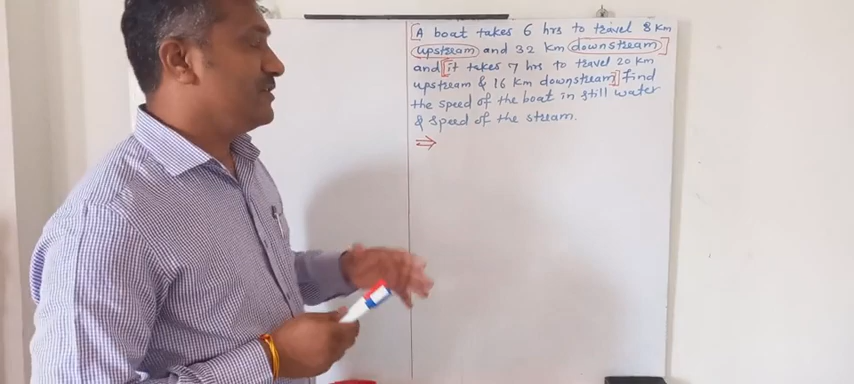 [A boat takes 6 hrs to travel 8 km
upstream and 32 km downstream]
and [it takes 7 hrs to travel 20 km
upstream & 16 km downstream] find
the speed of the boat in still water
& speed of the stream.
⇒